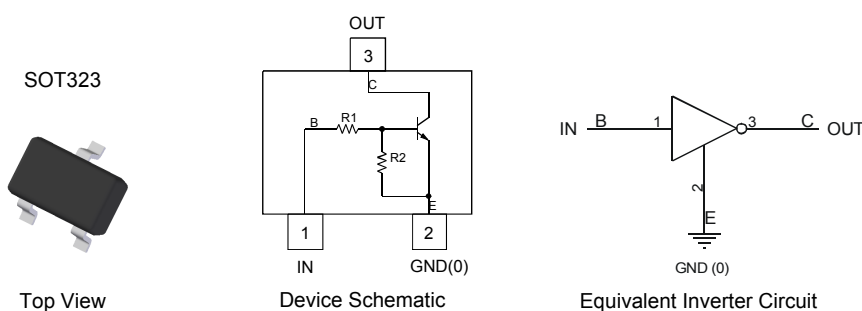 SOT323
Top View
OUT
3
C
B
R1
R2
E
1
2
IN
GND(0)
Device Schematic
IN
B
1
3
C
OUT
2
E
GND (0)
Equivalent Inverter Circuit